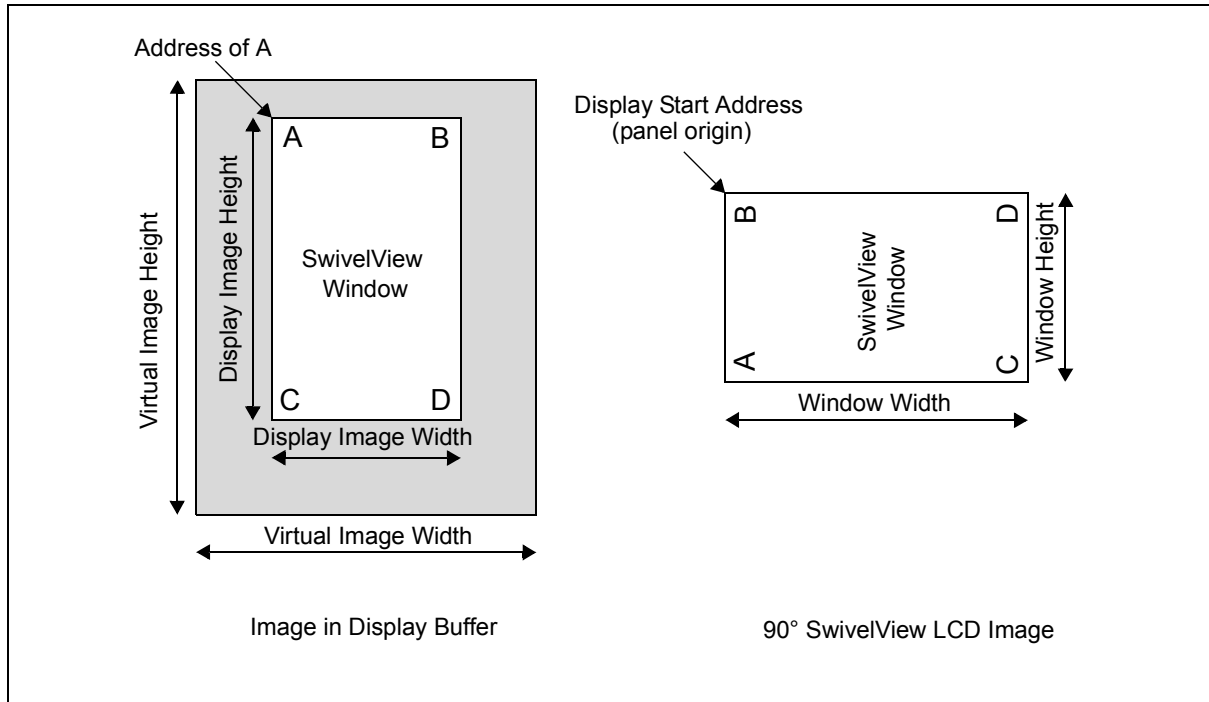 Address of A
Virtual Image Height
Display Image Height
A
B
SwivelView
Window
C
D
Display Image Width
Virtual Image Width
Image in Display Buffer
Display Start Address
(panel origin)
B
D
SwivelView
Window
A
C
Window Height
Window Width
90° SwivelView LCD Image